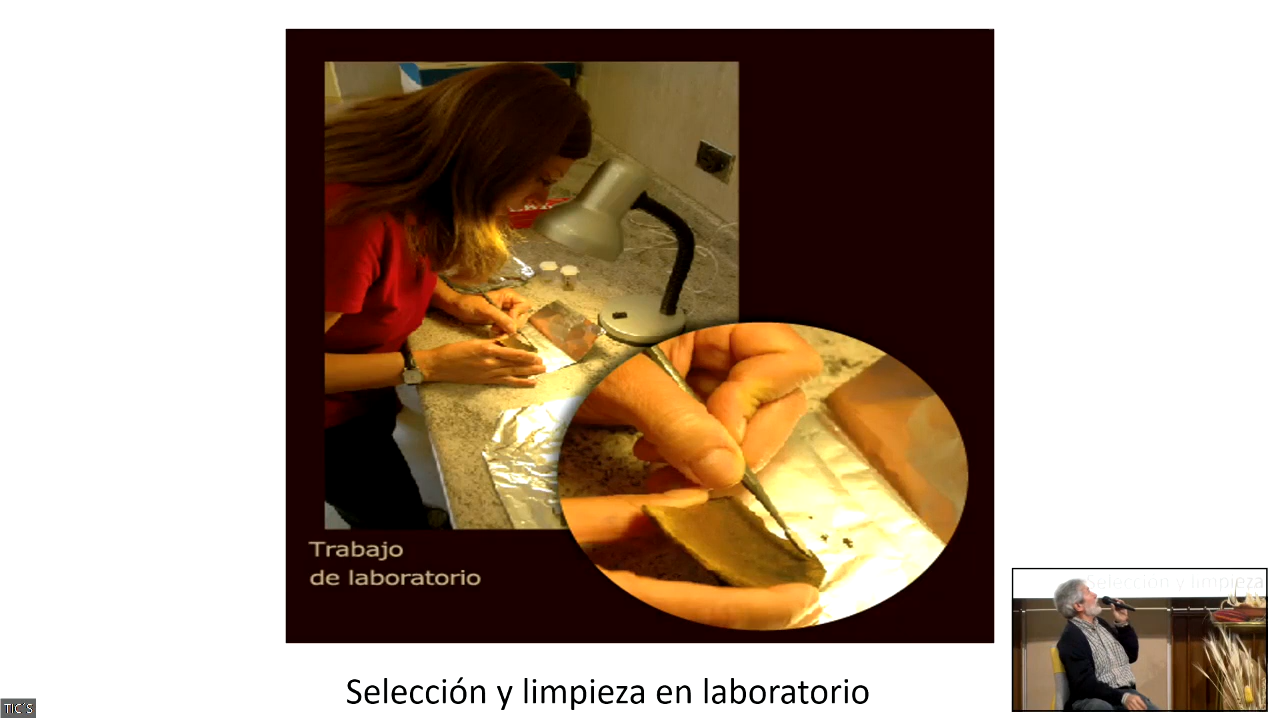 Trabajo
de laboratorio
Selección y limpieza en laboratorio
Selección y limpieza
TIC´S